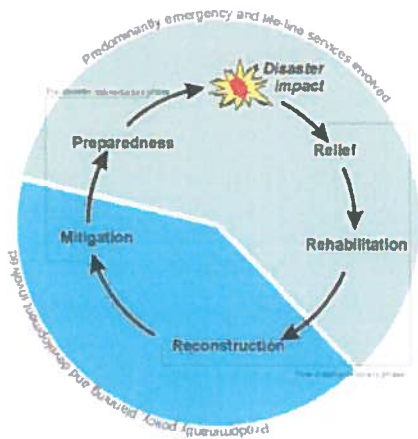 Predominantly emergency and life-line services involved
Disaster
impact
Preparedness
Relief
Mitigation
Rehabilitation
Reconstruction
Predominantly policy, planning and development involved